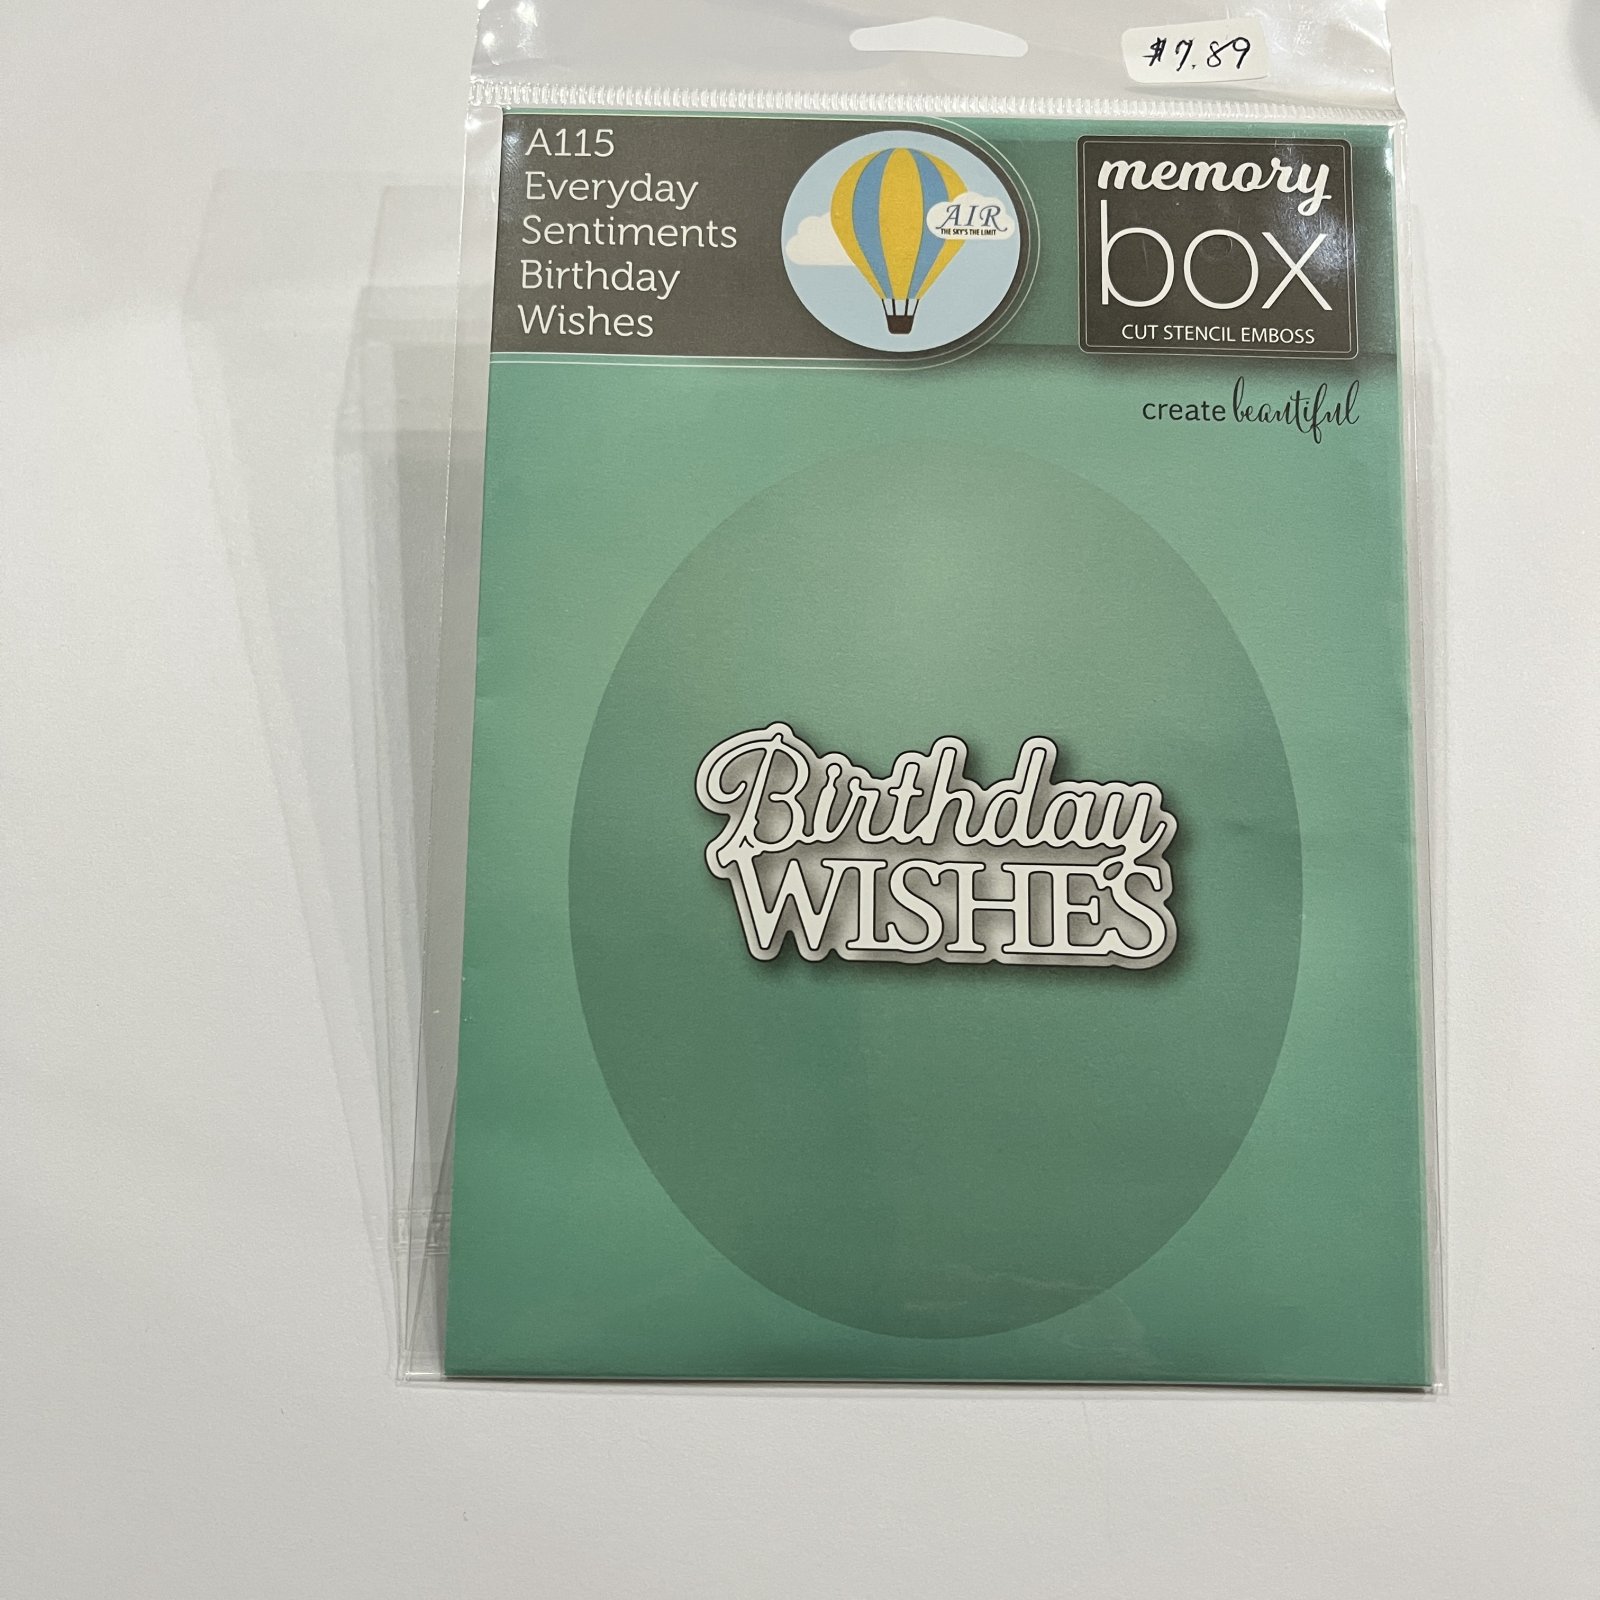 $7.89
A115
Everyday
Sentiments
Birthday
Wishes
AIR
THE SKY'S THE LIMIT
memory
box
CUT STENCIL EMBOSS
create beautiful
Birthday
WISHES